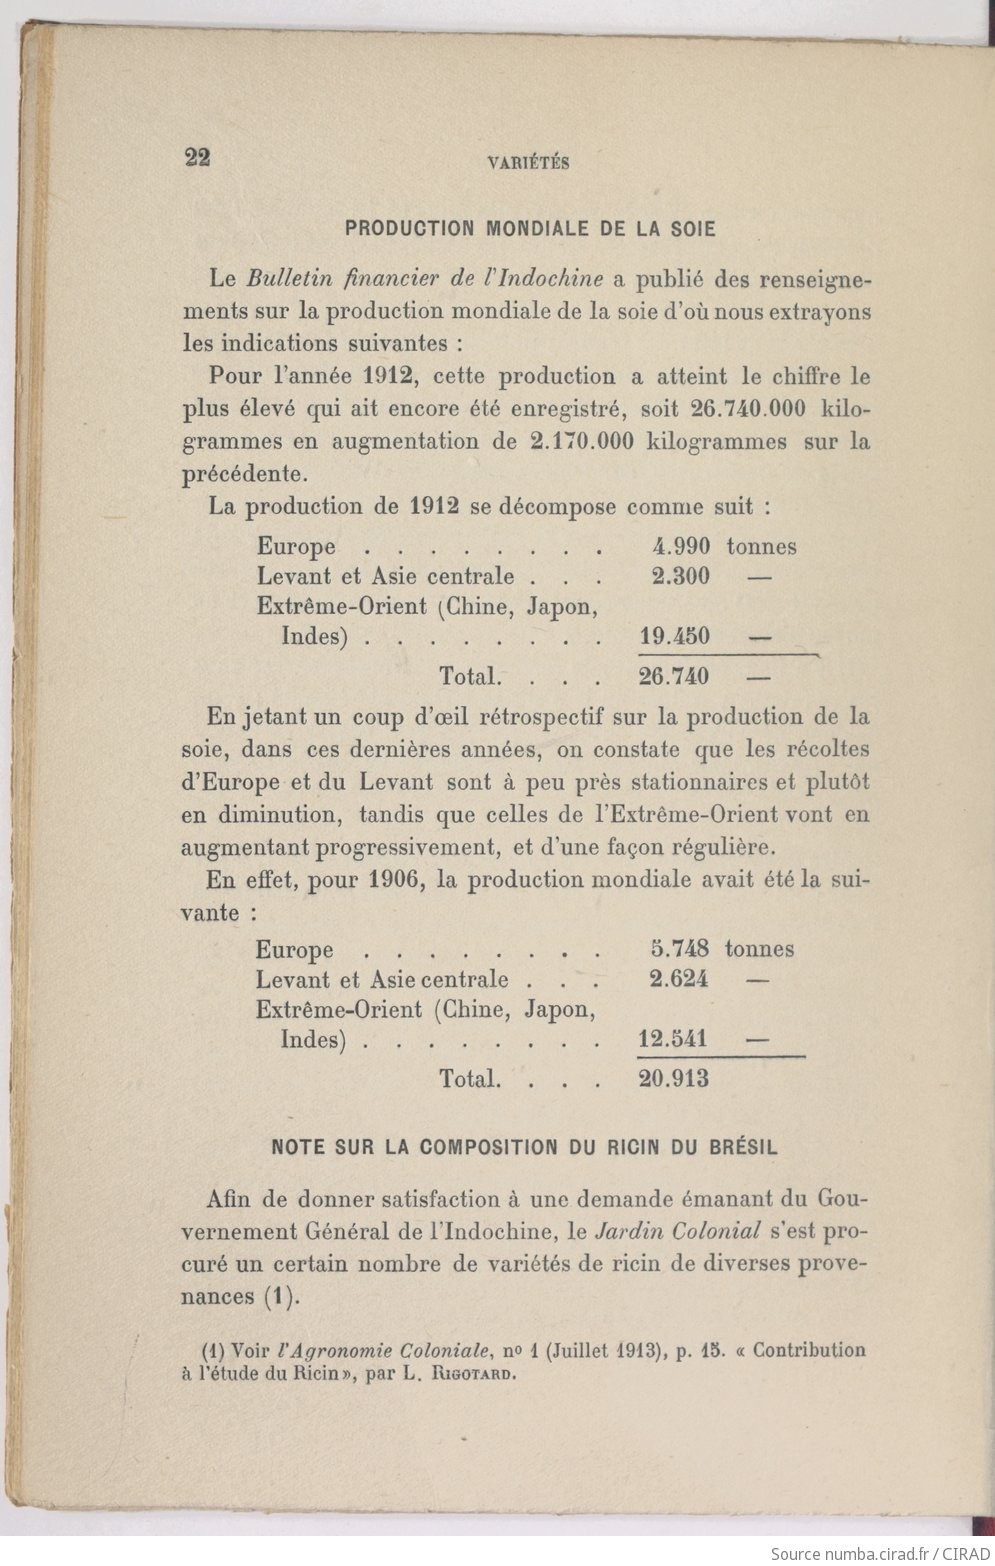 22
VARIÉTÉS
PRODUCTION MONDIALE DE LA SOIE
Le Bulletin financier de l'Indochine a publié des renseigne-
ments sur la production mondiale de la soie d'où nous extrayons
les indications suivantes :
Pour l'année 1912, cette production a atteint le chiffre le
plus élevé qui ait encore été enregistré, soit 26.740.000 kilo-
grammes en augmentation de 2.170.000 kilogrammes sur la
précédente.
La production de 1912 se décompose comme suit :
Europe . . . . . . . . 4.990 tonnes
Levant et Asie centrale . . . 2.300 —
Extrême-Orient (Chine, Japon,
Indes) . . . . . . . . 19.450 —
Total. . . . 26.740 —
En jetant un coup d'œil rétrospectif sur la production de la
soie, dans ces dernières années, on constate que les récoltes
d'Europe et du Levant sont à peu près stationnaires et plutôt
en diminution, tandis que celles de l'Extrême-Orient vont en
augmentant progressivement, et d'une façon régulière.
En effet, pour 1906, la production mondiale avait été la sui-
vante :
Europe . . . . . . . . 5.748 tonnes
Levant et Asie centrale . . . 2.624 —
Extrême-Orient (Chine, Japon,
Indes) . . . . . . . . 12.541 —
Total. . . . 20.913
NOTE SUR LA COMPOSITION DU RICIN DU BRÉSIL
Afin de donner satisfaction à une demande émanant du Gou-
vernement Général de l'Indochine, le Jardin Colonial s'est pro-
curé un certain nombre de variétés de ricin de diverses prove-
nances (1).
(1) Voir l'Agronomie Coloniale, nº 1 (Juillet 1913), p. 15. « Contribution
à l'étude du Ricin », par L. RIGOTARD.
Source numba.cirad.fr / CIRAD